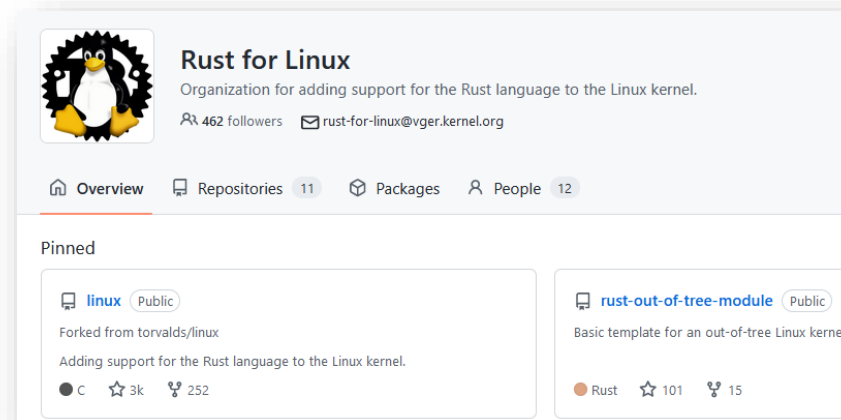 Rust for Linux
Organization for adding support for the Rust language to the Linux kernel.
462 followers rust-for-linux@vger.kernel.org
Overview Repositories 11 Packages People 12
Pinned
linux Public
Forked from torvalds/linux
Adding support for the Rust language to the Linux kernel.
C 3k 252
rust-out-of-tree-module Public
Basic template for an out-of-tree Linux kerne
Rust 101 15